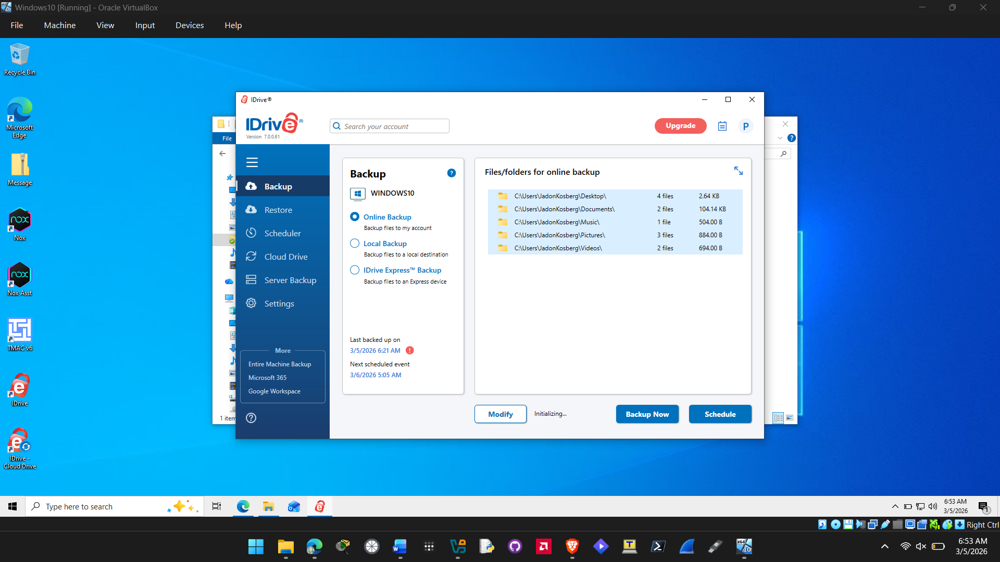 Windows10 [Running] - Oracle VirtualBox
File Machine View Input Devices Help
Recycle Bin
Microsoft
Edge
Message
Nox
Nox Asst
TMAC v6
IDrive
IDrive -
Cloud Drive
File
1 item
IDrive®
IDrive®
Version 7.0.0.61
Search your account
Upgrade
P
Backup
Restore
Scheduler
Cloud Drive
Server Backup
Settings
More
Entire Machine Backup
Microsoft 365
Google Workspace
Backup
WINDOWS10
Online Backup
Backup files to my account
Local Backup
Backup files to a local destination
IDrive Express™ Backup
Backup files to an Express device
Last backed up on
3/5/2026 6:21 AM
Next scheduled event
3/6/2026 5:05 AM
Files/folders for online backup
C:\Users\JadonKosberg\Desktop\ 4 files 2.64 KB
C:\Users\JadonKosberg\Documents\ 2 files 104.14 KB
C:\Users\JadonKosberg\Music\ 1 file 504.00 B
C:\Users\JadonKosberg\Pictures\ 3 files 884.00 B
C:\Users\JadonKosberg\Videos\ 2 files 694.00 B
Modify Initializing... Backup Now Schedule
Type here to search
6:53 AM
3/5/2026
1
Right Ctrl
6:53 AM
3/5/2026